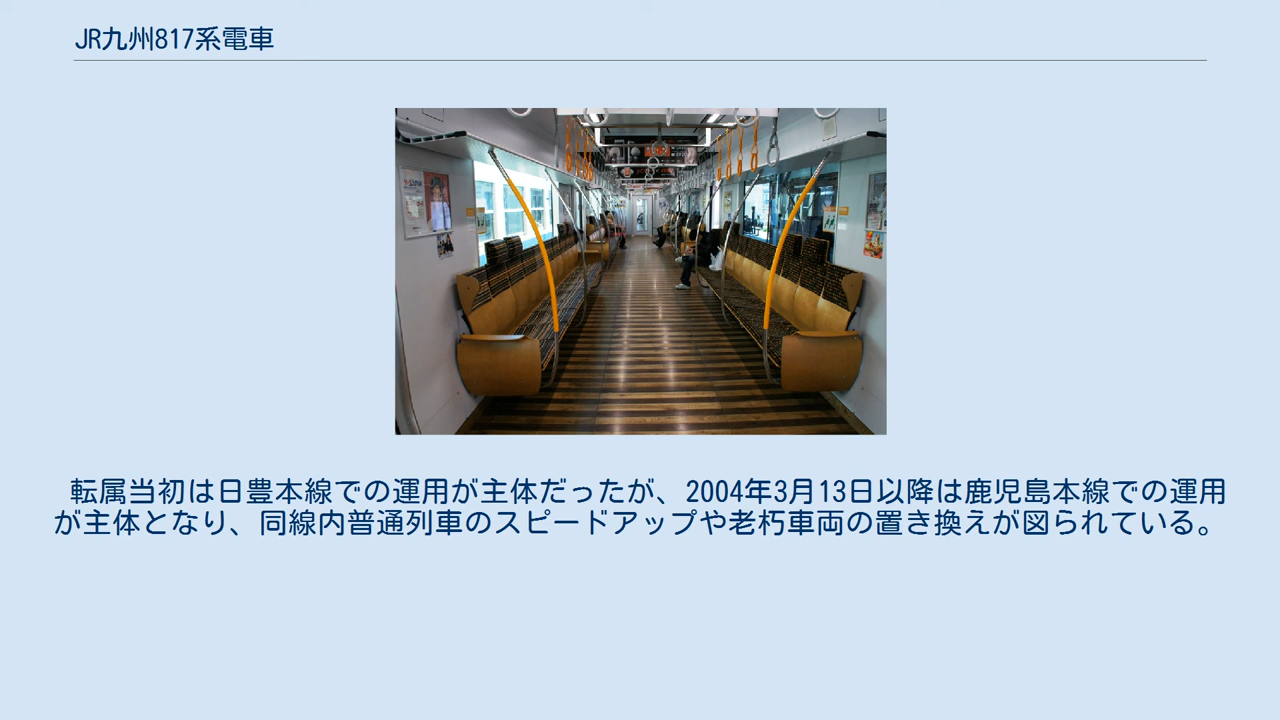 JR九州817系電車
転属当初は日豊本線での運用が主体だったが、2004年3月13日以降は鹿児島本線での運用
が主体となり、同線内普通列車のスピードアップや老朽車両の置き換えが図られている。